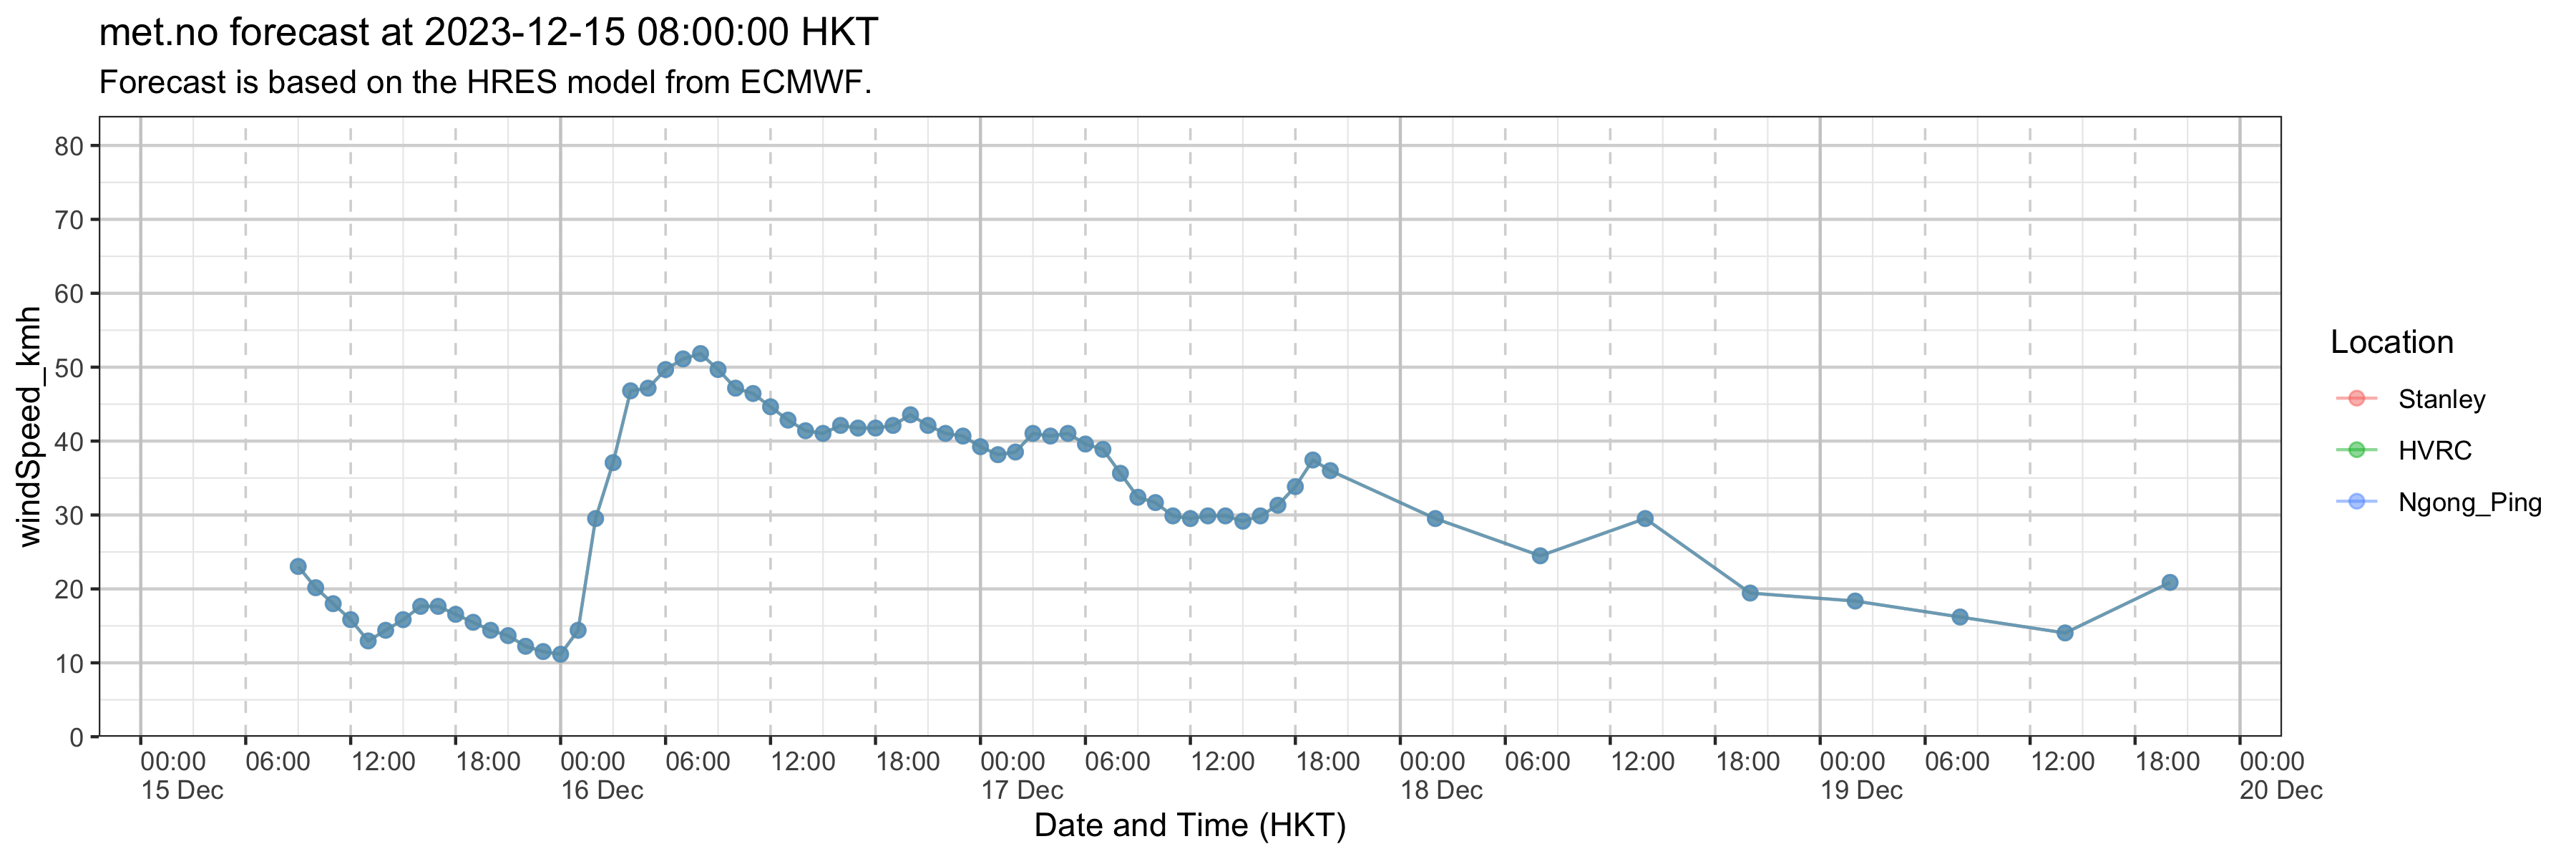 met.no forecast at 2023-12-15 08:00:00 HKT
Forecast is based on the HRES model from ECMWF.
windSpeed_kmh
80
70
60
50
40
30
20
10
0
00:00 06:00 12:00 18:00 00:00 06:00 12:00 18:00 00:00 06:00 12:00 18:00 00:00 06:00 12:00 18:00 00:00 06:00 12:00 18:00 00:00
15 Dec 16 Dec 17 Dec 18 Dec 19 Dec 20 Dec
Date and Time (HKT)
Location
Stanley
HVRC
Ngong_Ping